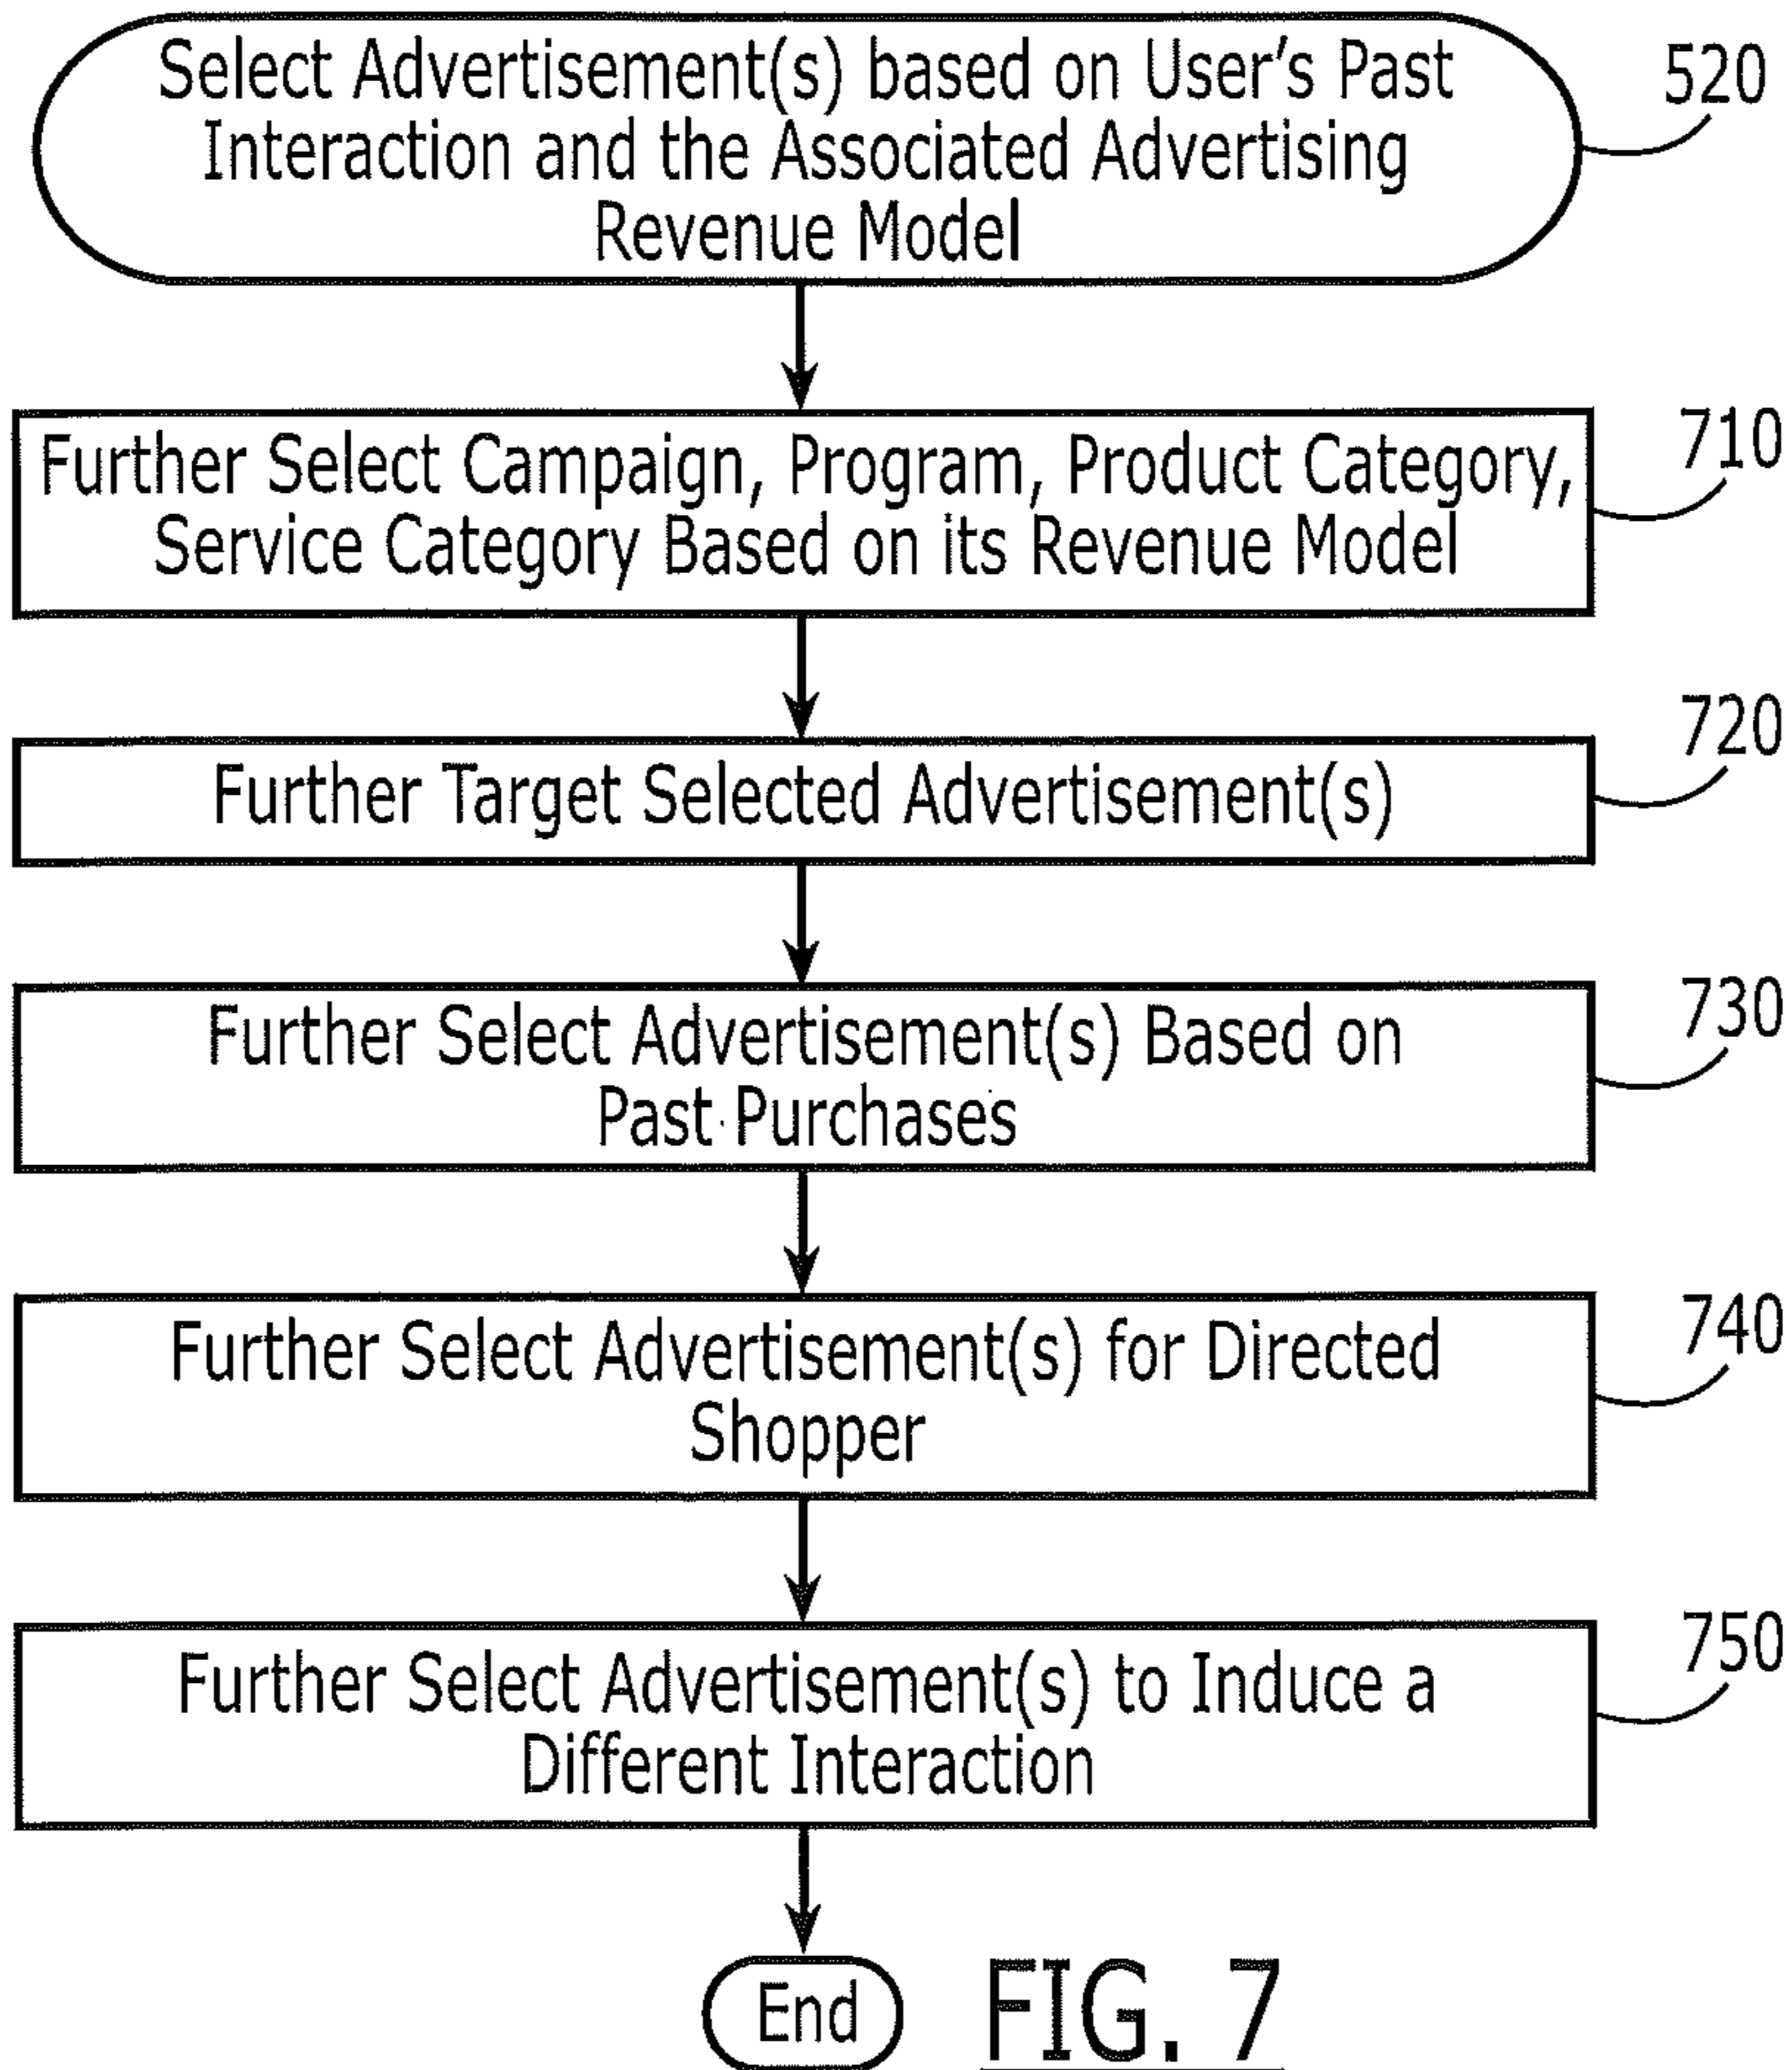 Select Advertisement(s) based on User's Past
Interaction and the Associated Advertising
Revenue Model
520
Further Select Campaign, Program, Product Category,
Service Category Based on its Revenue Model
710
Further Target Selected Advertisement(s)
720
Further Select Advertisement(s) Based on
Past Purchases
730
Further Select Advertisement(s) for Directed
Shopper
740
Further Select Advertisement(s) to Induce a
Different Interaction
750
End
FIG. 7